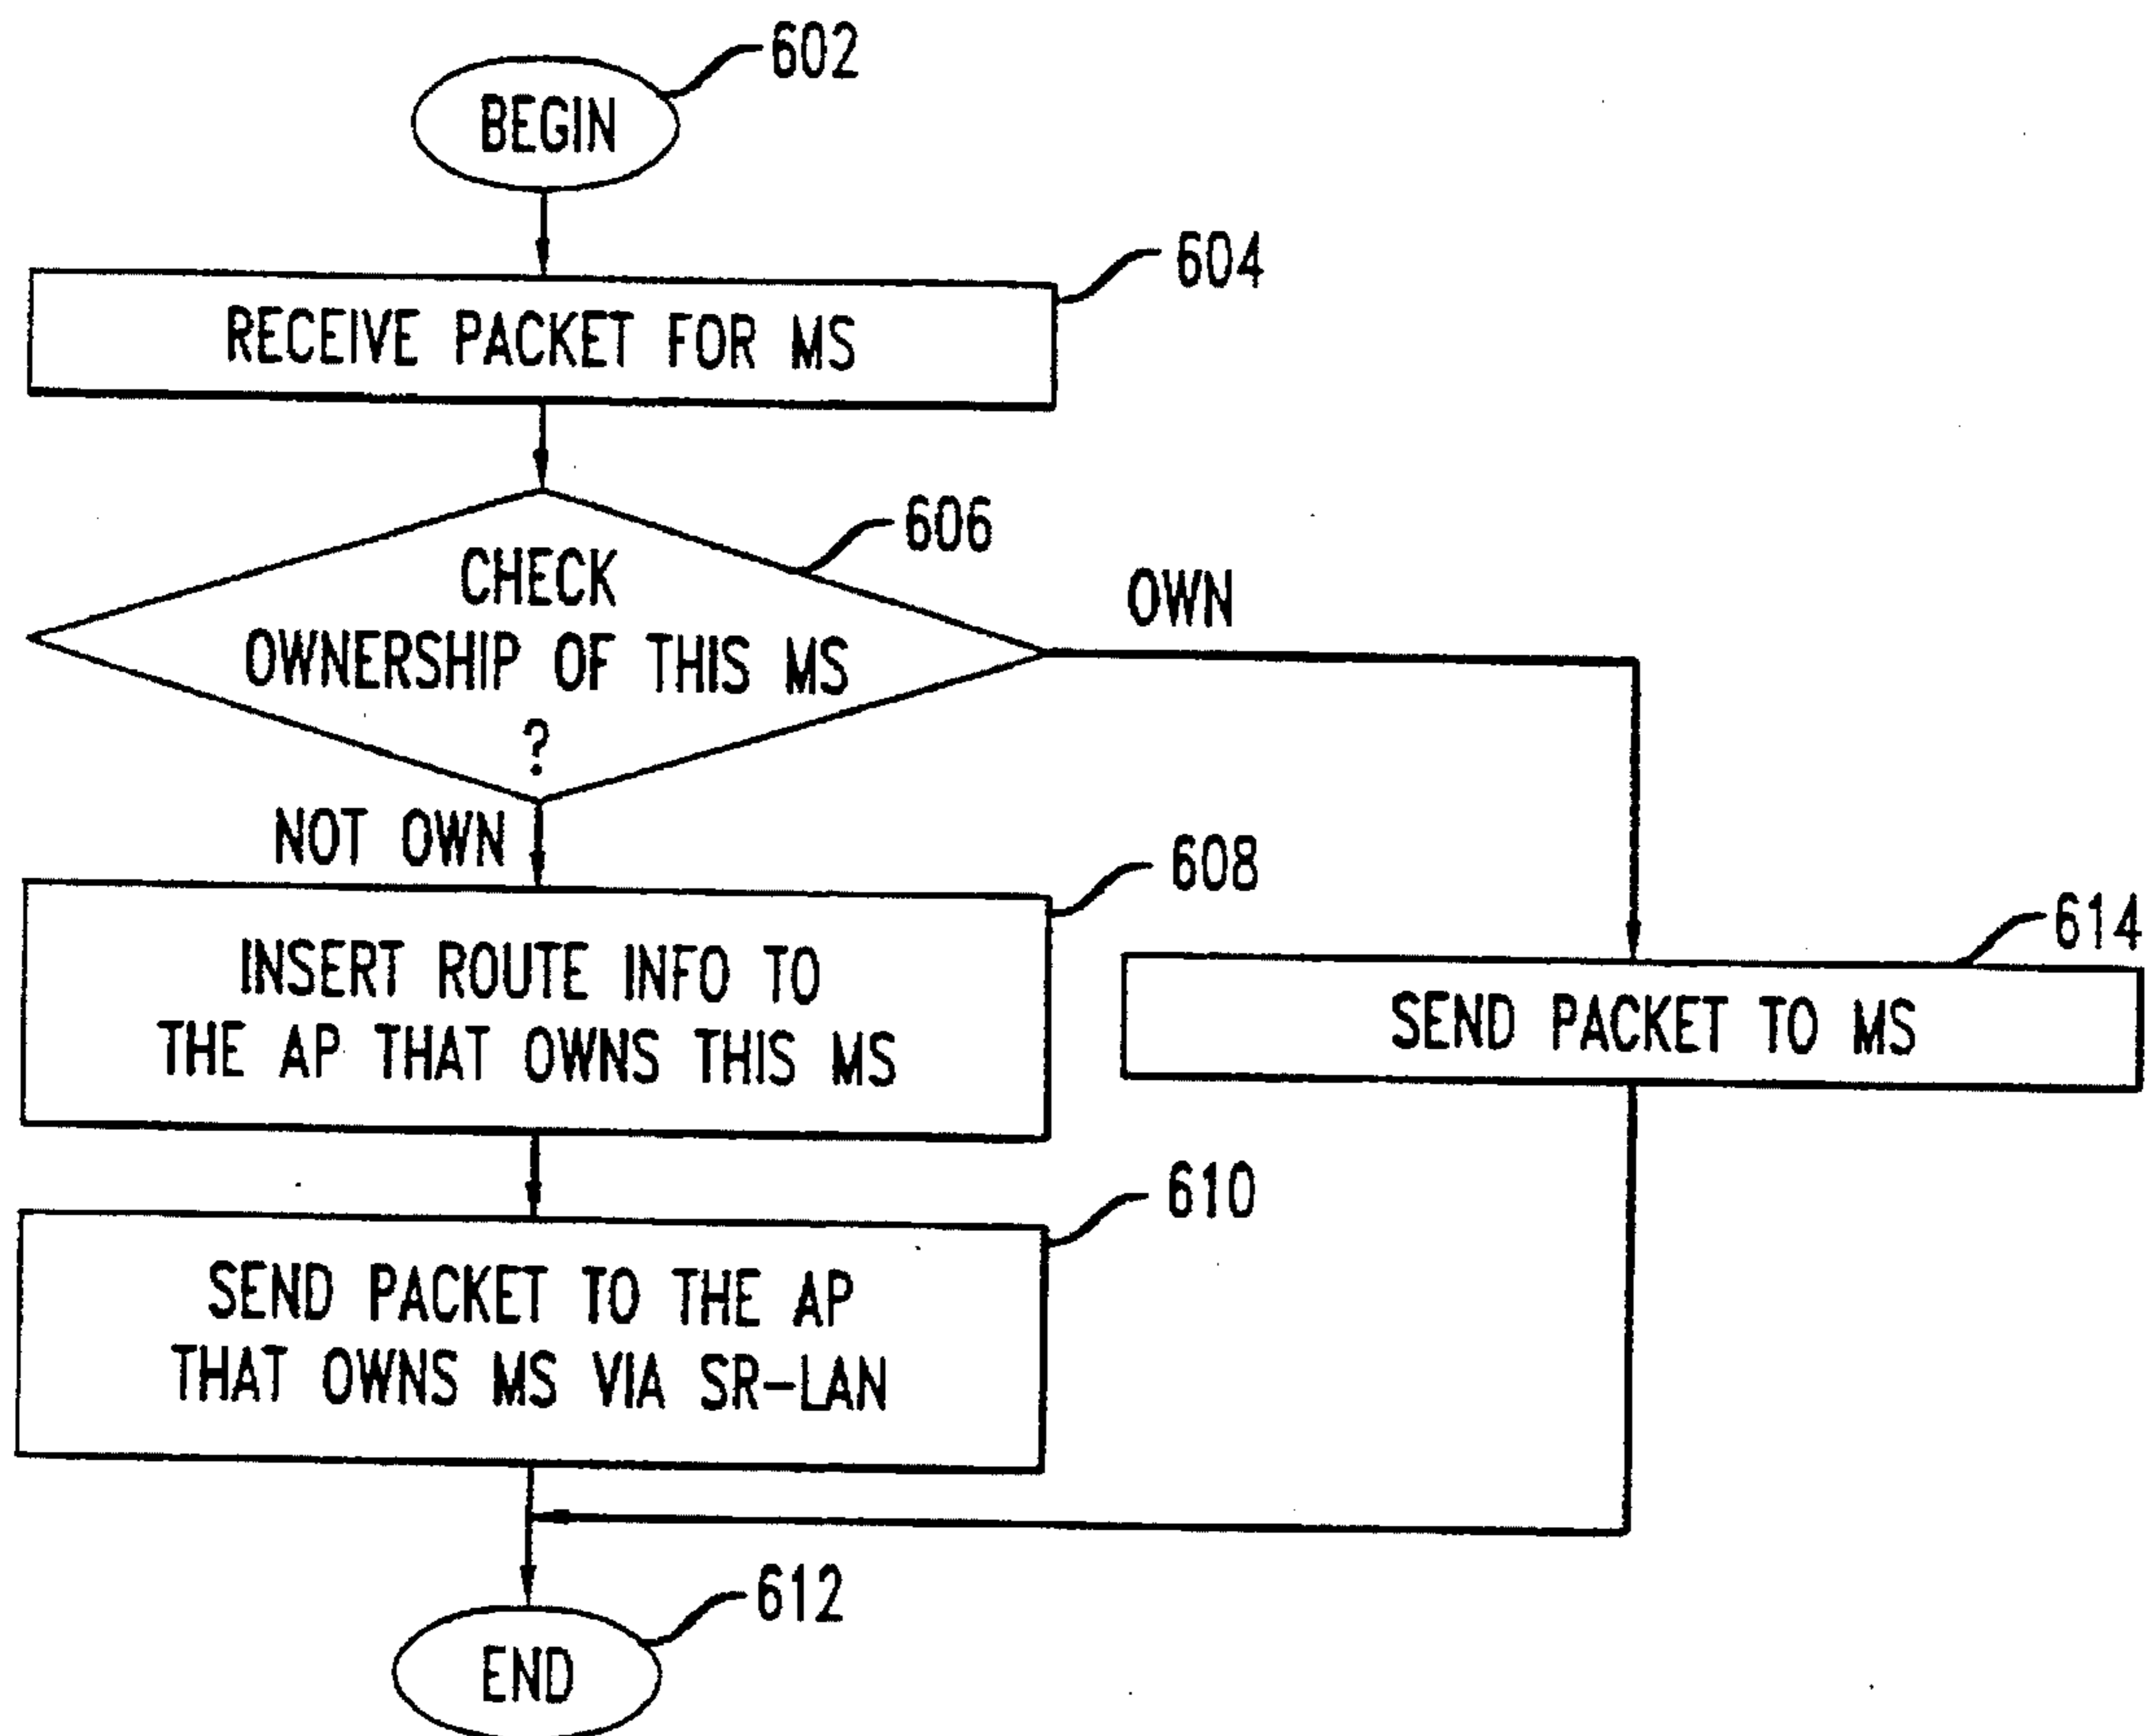 602
BEGIN
604
RECEIVE PACKET FOR MS
606
CHECK
OWNERSHIP OF THIS MS
?
OWN
NOT OWN
608
INSERT ROUTE INFO TO
THE AP THAT OWNS THIS MS
614
SEND PACKET TO MS
610
SEND PACKET TO THE AP
THAT OWNS MS VIA SR-LAN
612
END